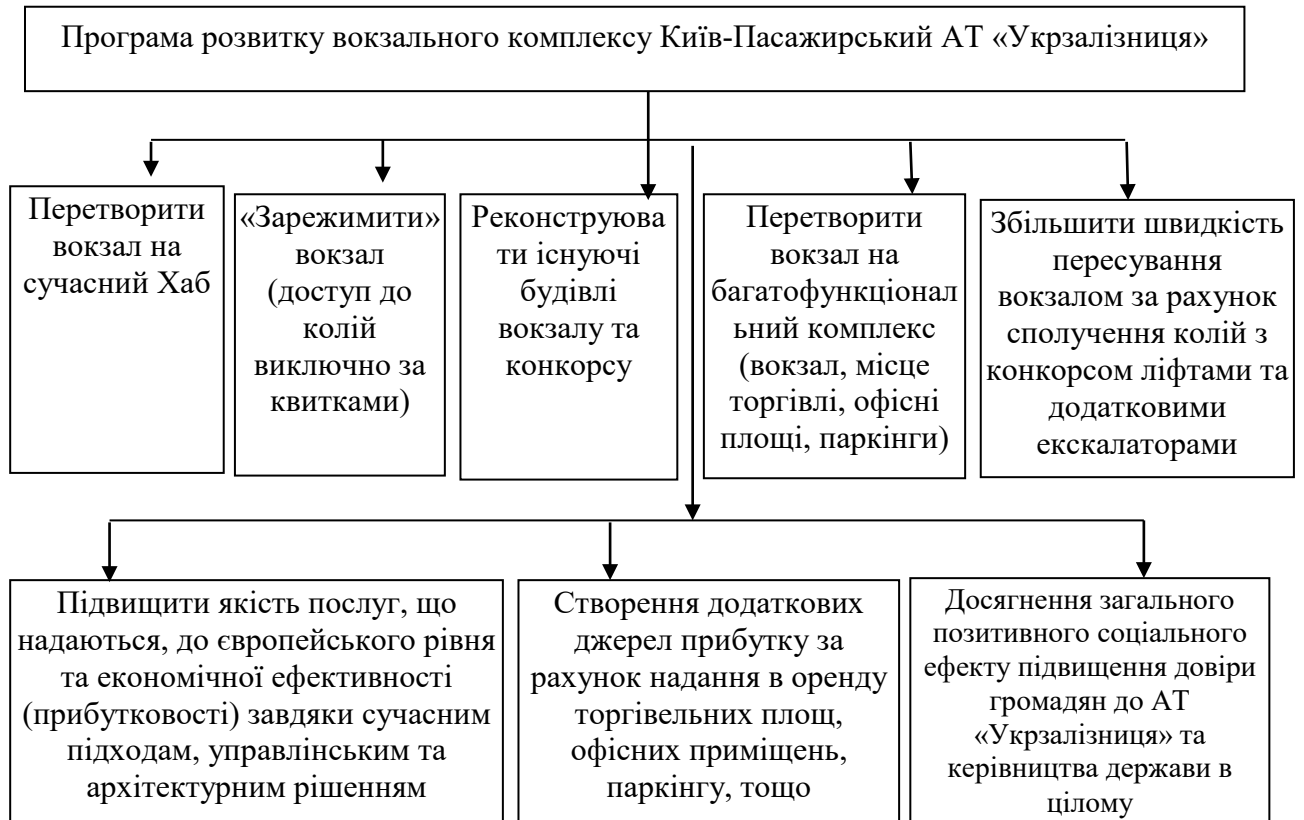 Програма розвитку вокзального комплексу Київ-Пасажирський АТ «Укрзалізниця»
Перетворити
вокзал на
сучасний Хаб
«Зарежимити»
вокзал
(доступ до
колій
виключно за
квитками)
Реконструюва
ти існуючі
будівлі
вокзалу та
конкорсу
Перетворити
вокзал на
багатофункціонал
ьний комплекс
(вокзал, місце
торгівлі, офісні
площі, паркінги)
Збільшити швидкість
пересування
вокзалом за рахунок
сполучення колій з
конкорсом ліфтами та
додатковими
екскалаторами
Підвищити якість послуг, що
надаються, до європейського рівня
та економічної ефективності
(прибутковості) завдяки сучасним
підходам, управлінським та
архітектурним рішенням
Створення додаткових
джерел прибутку за
рахунок надання в оренду
торгівельних площ,
офісних приміщень,
паркінгу, тощо
Досягнення загального
позитивного соціального
ефекту підвищення довіри
громадян до АТ
«Укрзалізниця» та
керівництва держави в
цілому